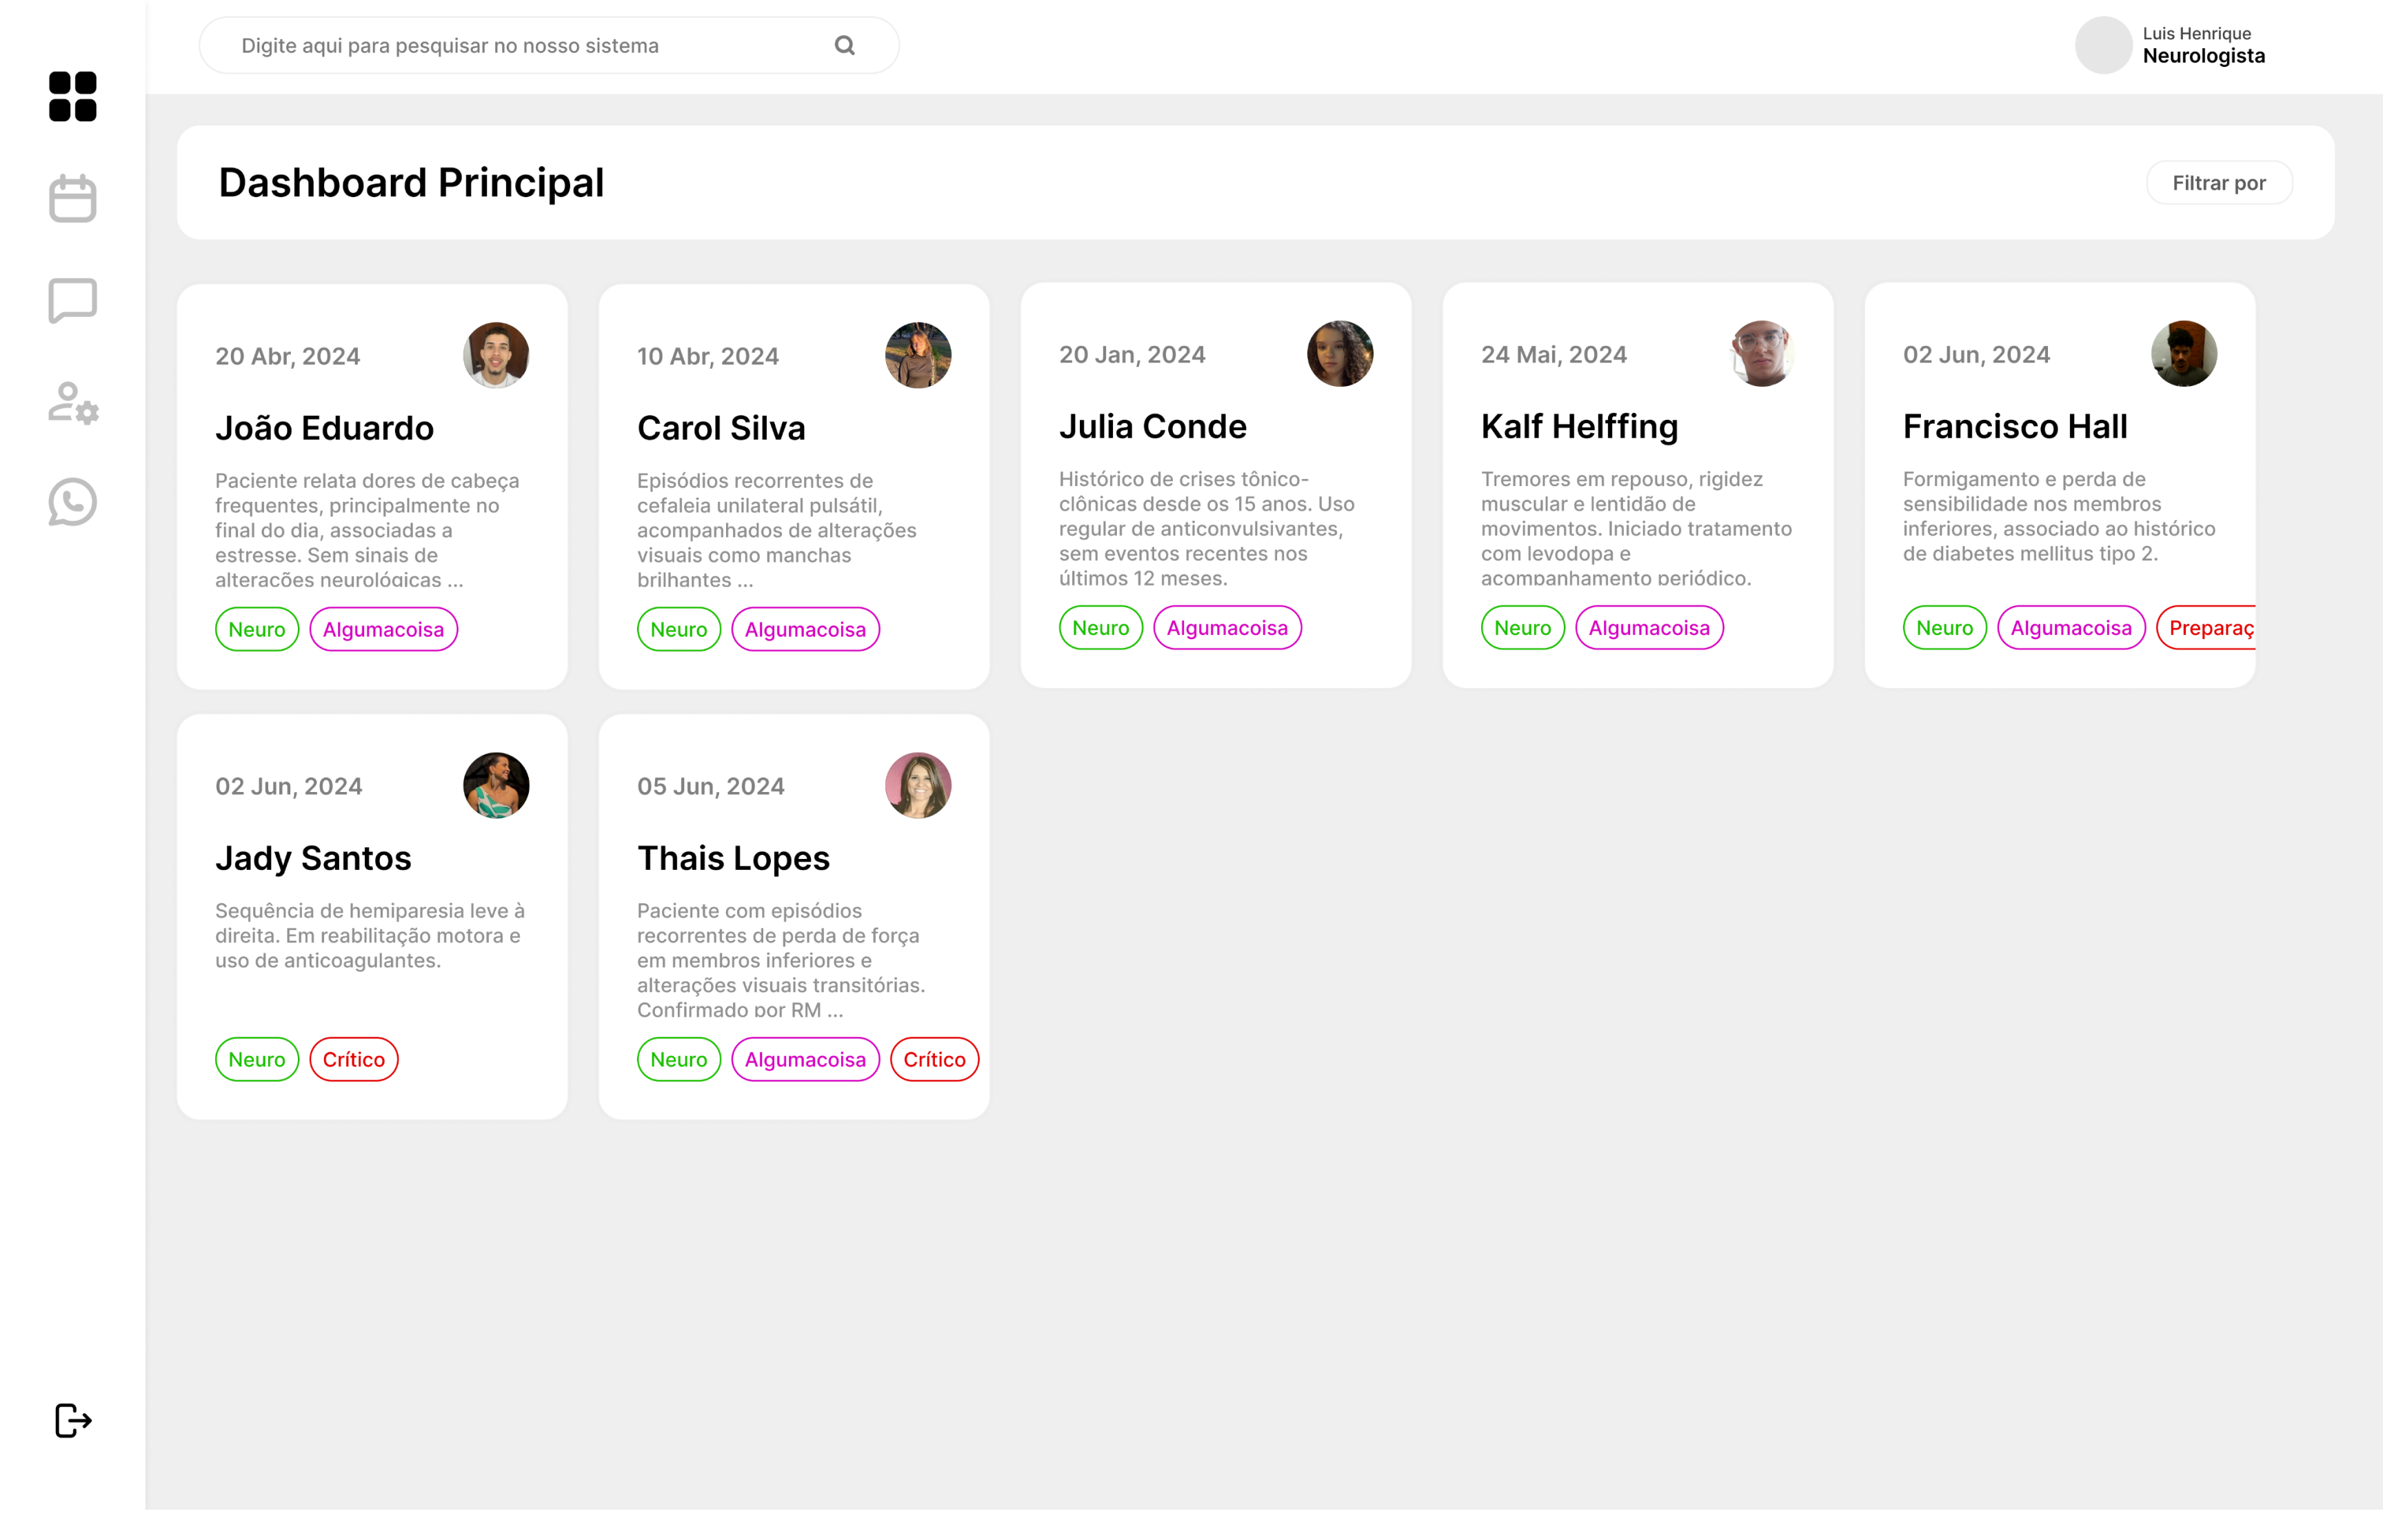 Digite aqui para pesquisar no nosso sistema
Luis Henrique
Neurologista
Dashboard Principal
Filtrar por
20 Abr, 2024
João Eduardo
Paciente relata dores de cabeça
frequentes, principalmente no
final do dia, associadas a
estresse. Sem sinais de
alterações neurológicas ...
Neuro
Algumacoisa
10 Abr, 2024
Carol Silva
Episódios recorrentes de
cefaleia unilateral pulsátil,
acompanhados de alterações
visuais como manchas
brilhantes ...
Neuro
Algumacoisa
20 Jan, 2024
Julia Conde
Histórico de crises tônico-
clônicas desde os 15 anos. Uso
regular de anticonvulsivantes,
sem eventos recentes nos
últimos 12 meses.
Neuro
Algumacoisa
24 Mai, 2024
Kalf Helffing
Tremores em repouso, rigidez
muscular e lentidão de
movimentos. Iniciado tratamento
com levodopa e
acompanhamento periódico.
Neuro
Algumacoisa
02 Jun, 2024
Francisco Hall
Formigamento e perda de
sensibilidade nos membros
inferiores, associado ao histórico
de diabetes mellitus tipo 2.
Neuro
Algumacoisa
Preparaç
02 Jun, 2024
Jady Santos
Sequência de hemiparesia leve à
direita. Em reabilitação motora e
uso de anticoagulantes.
Neuro
Crítico
05 Jun, 2024
Thais Lopes
Paciente com episódios
recorrentes de perda de força
em membros inferiores e
alterações visuais transitórias.
Confirmado por RM ...
Neuro
Algumacoisa
Crítico